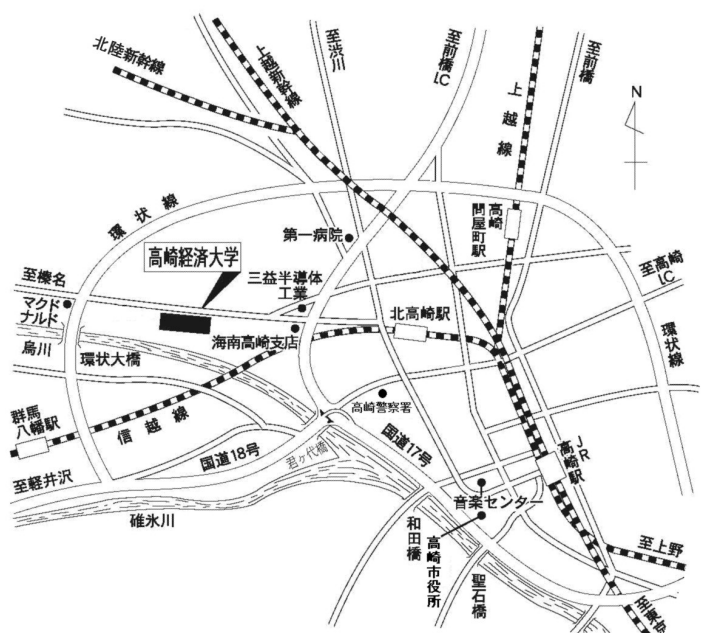 北陸新幹線
上越新幹線
至渋川
至前橋
I.C
上越線
至前橋
N
環状線
第一病院
高崎
問屋町駅
高崎経済大学
至榛名
三益半導体
工業
至高崎
I.C
マクド
ナルド
北高崎駅
海南高崎支店
環状線
烏川
環状大橋
高崎警察署
群馬
八幡駅
信越線
国道18号
君ヶ代橋
国道17号
JR
高崎駅
至軽井沢
碓氷川
音楽センター
和田橋
高崎市役所
聖石橋
至上野
至東京